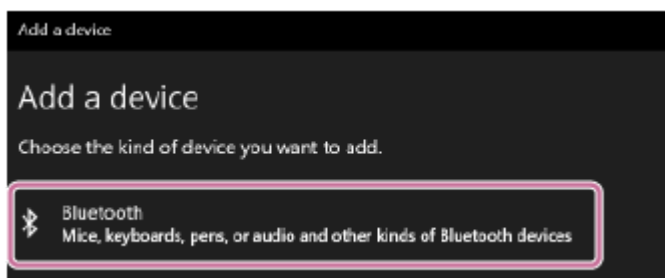 Add a device
Add a device
Choose the kind of device you want to add.
Bluetooth
Mice, keyboards, pens, or audio and other kinds of Bluetooth devices